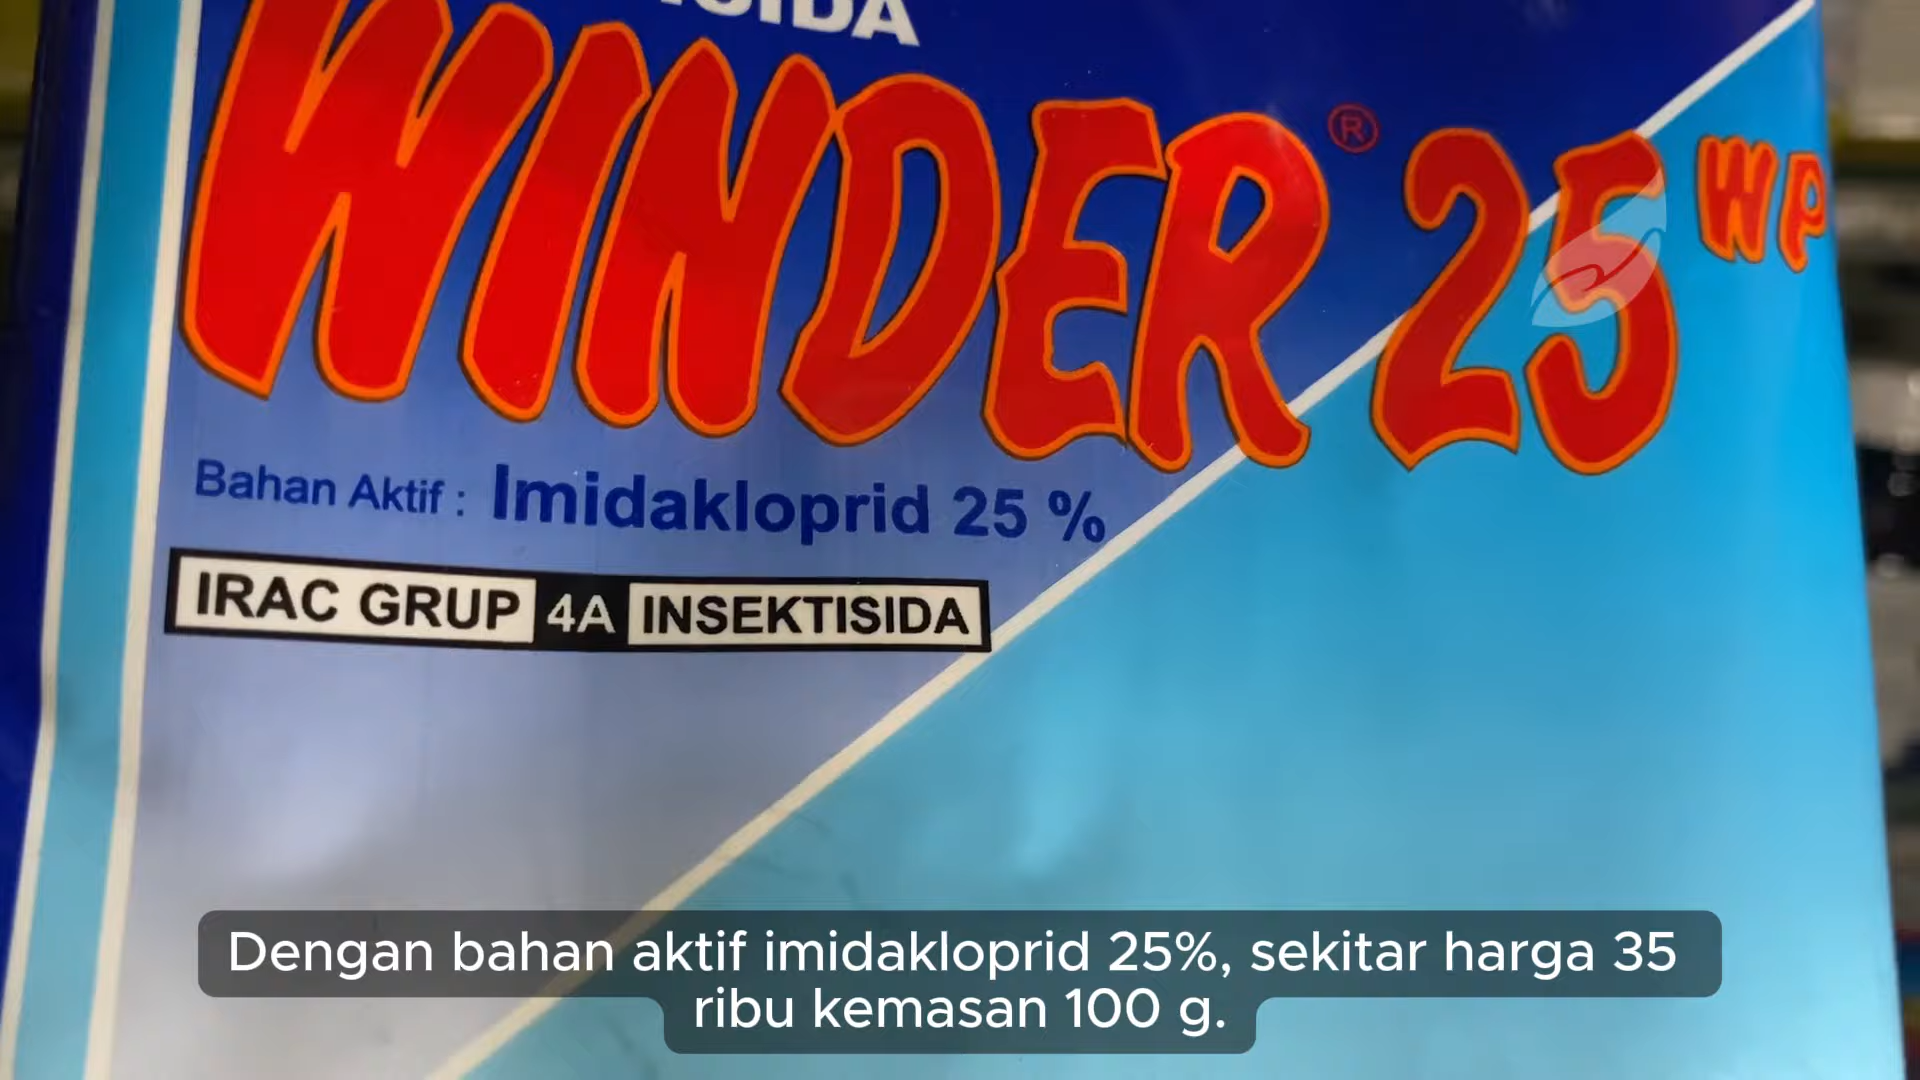 WINDER® 25 WP
Bahan Aktif : Imidakloprid 25 %
IRAC GRUP 4A INSEKTISIDA
Dengan bahan aktif imidakloprid 25%, sekitar harga 35
ribu kemasan 100 g.